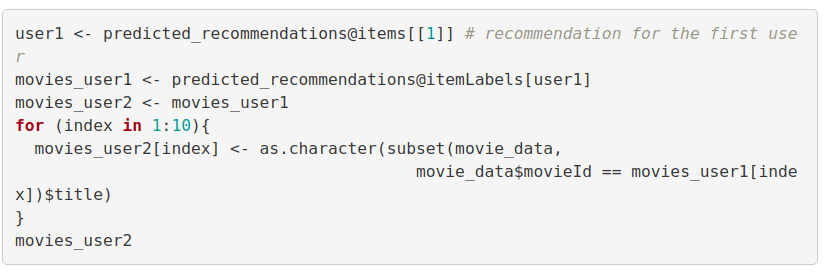 user1 <- predicted_recommendations@items[[1]] # recommendation for the first use
r
movies_user1 <- predicted_recommendations@itemLabels[user1]
movies_user2 <- movies_user1
for (index in 1:10){
  movies_user2[index] <- as.character(subset(movie_data,
                                         movie_data$movieId == movies_user1[inde
x])$title)
}
movies_user2